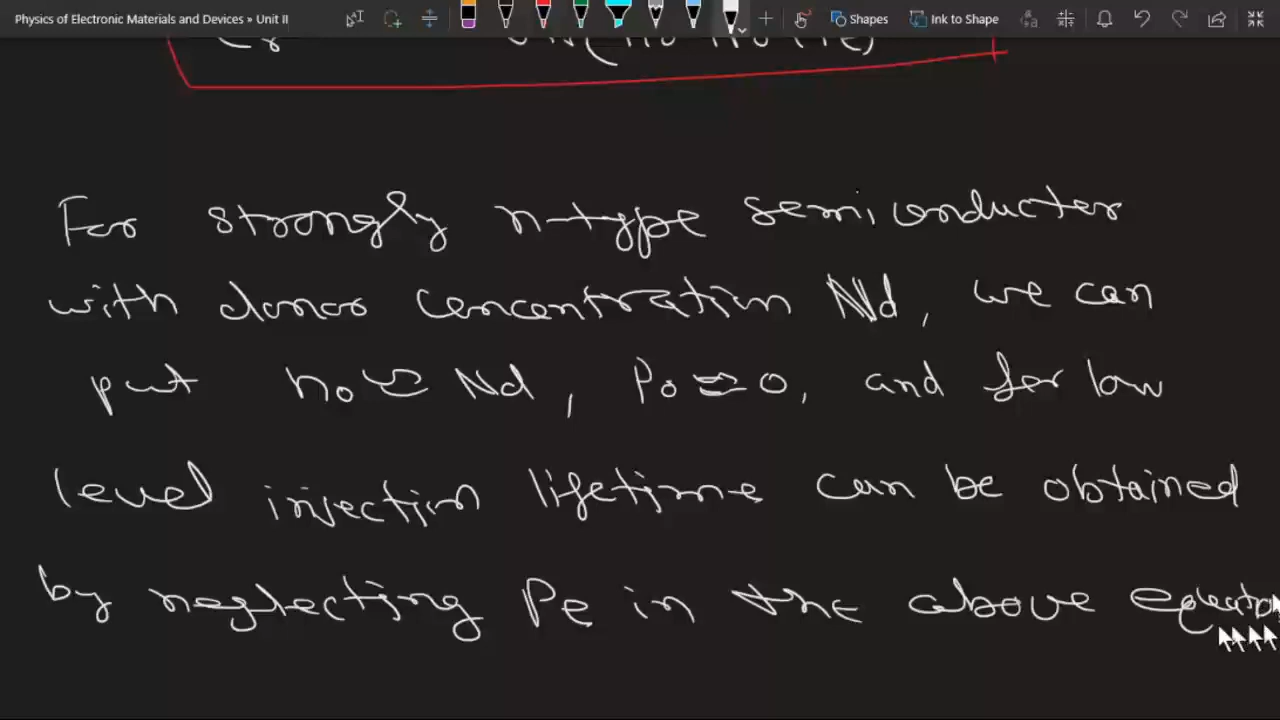 Physics of Electronic Materials and Devices » Unit II
Shapes
Ink to Shape
For strongly n-type semiconductor
with donor concentration Nd, we can
put no ≃ Nd, Po ≃ 0, and for low
level injection lifetime can be obtained
by neglecting Pe in the above equation